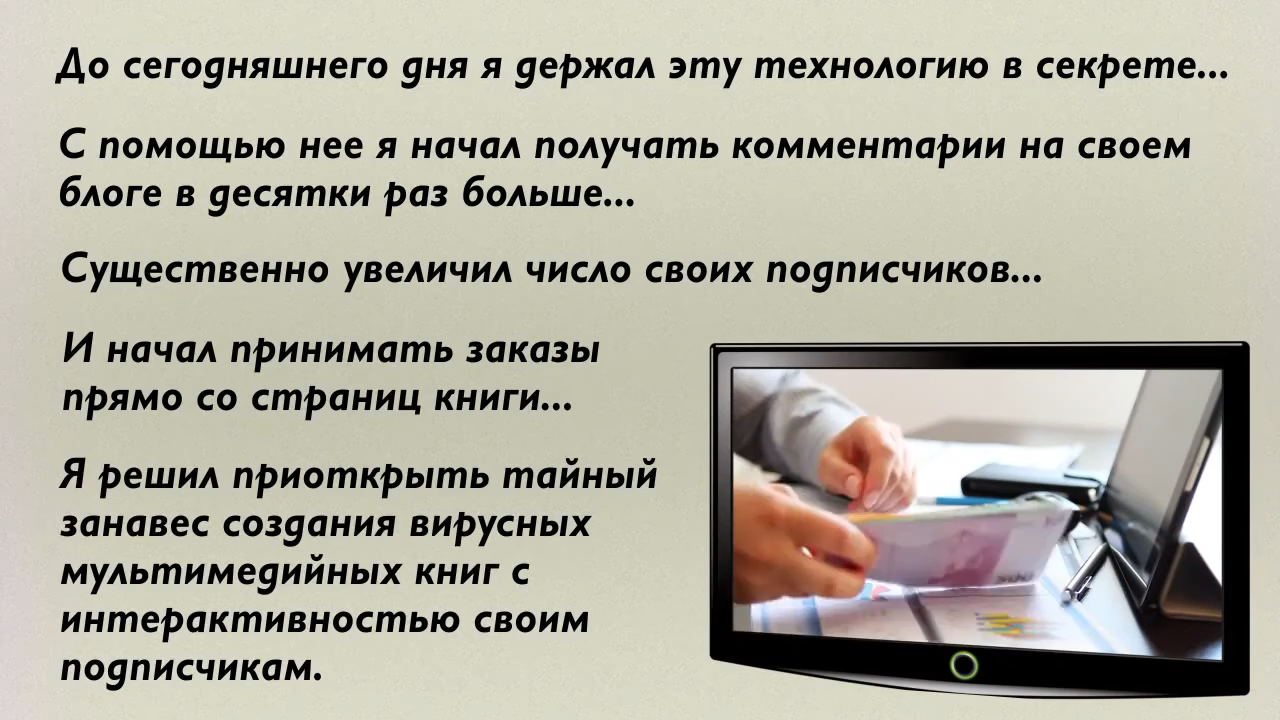 До сегодняшнего дня я держал эту технологию в секрете...
С помощью нее я начал получать комментарии на своем
блоге в десятки раз больше...
Существенно увеличил число своих подписчиков...
И начал принимать заказы
прямо со страниц книги...
Я решил приоткрыть тайный
занавес создания вирусных
мультимедийных книг с
интерактивностью своим
подписчикам.